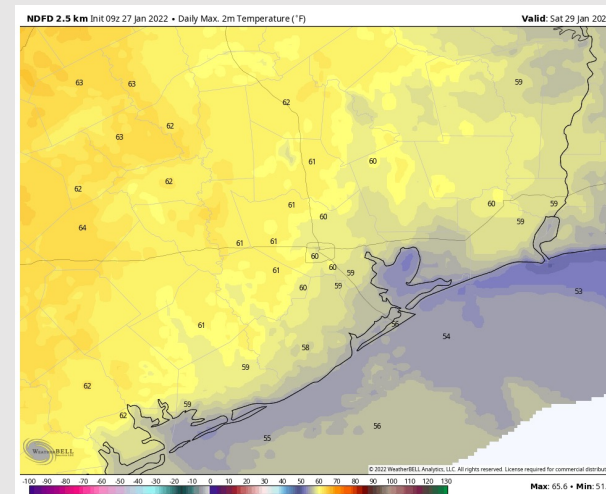 NDFD 2.5 km Init 09z 27 Jan 2022 • Daily Max. 2m Temperature (°F) Valid: Sat 29 Jan 202
63 63 59
62
63 62
61 60
62 62
61 60 60 59
64 59
61 61
60
61 60 59
60 59 53
61 56
58 54
59
62
62 59
56
55
WeatherBELL
© 2022 WeatherBELL Analytics, LLC. All rights reserved. License required for commercial distribut
-100 -90 -80 -70 -60 -50 -40 -30 -20 -10 0 10 20 30 40 50 60 70 80 90 100 110 120 130
Max: 65.6 • Min: 51.